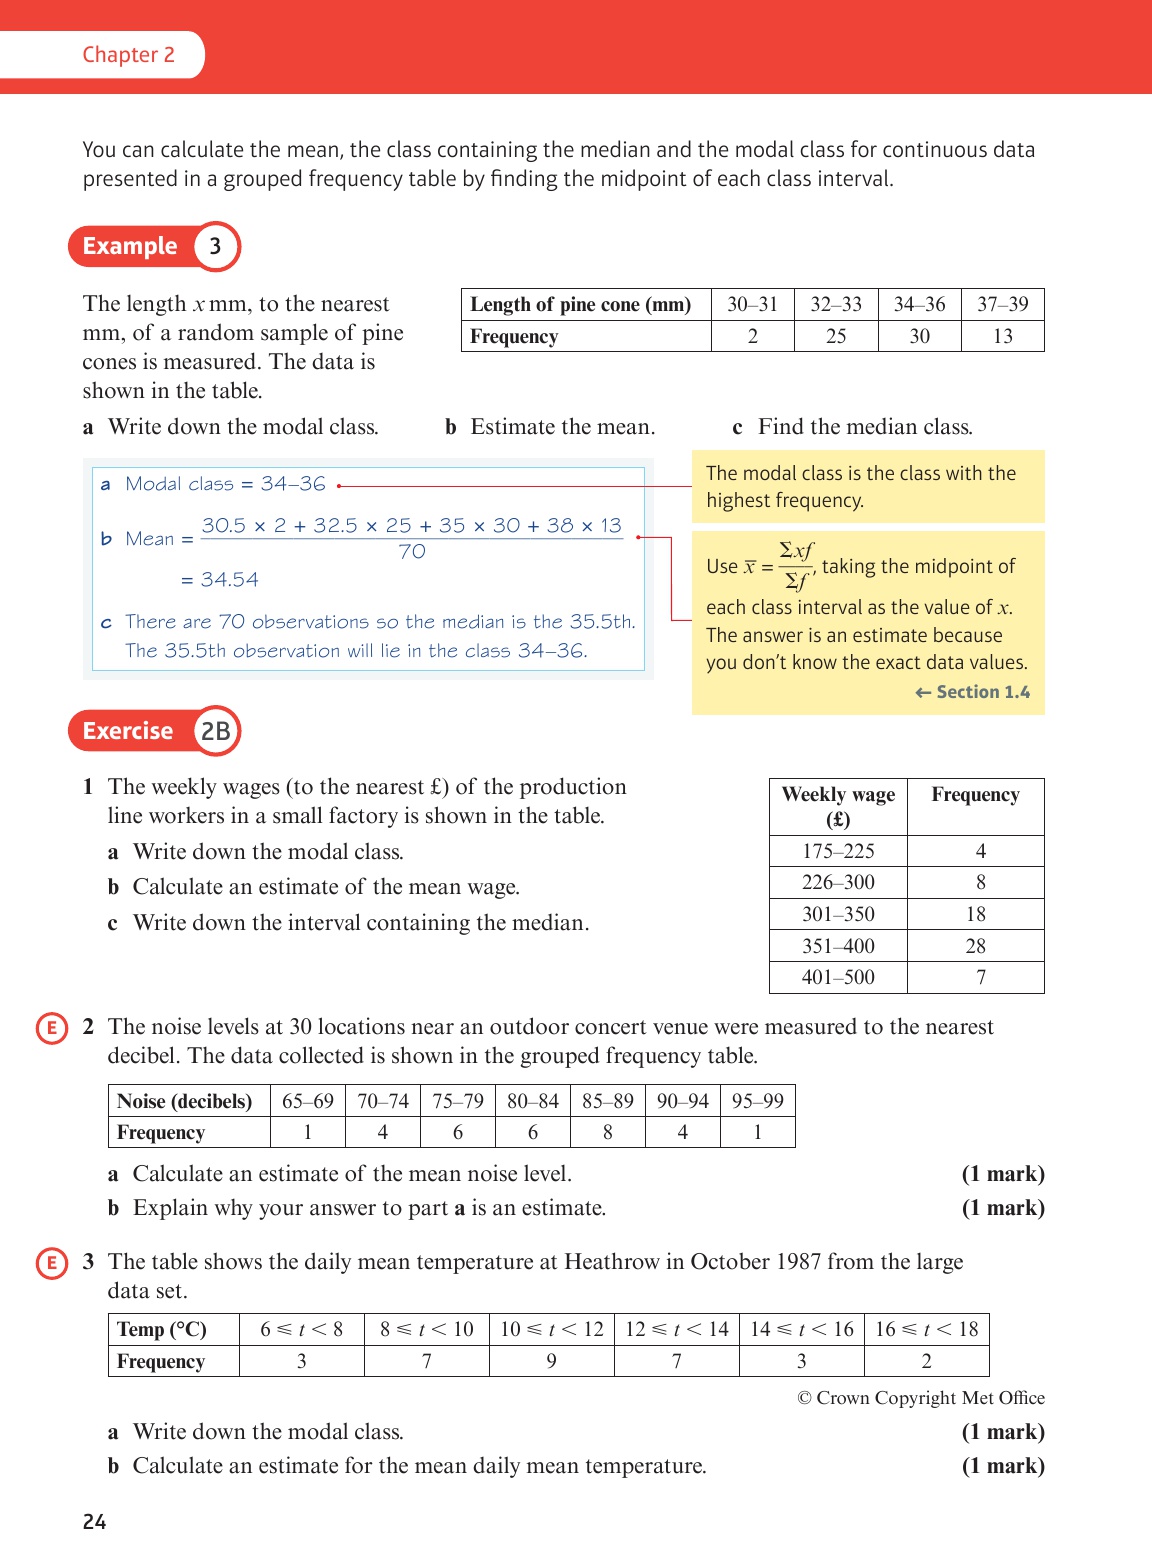 Chapter 2
You can calculate the mean, the class containing the median and the modal class for continuous data
presented in a grouped frequency table by finding the midpoint of each class interval.
Example 3
The length x mm, to the nearest
mm, of a random sample of pine
cones is measured. The data is
shown in the table.
Length of pine cone (mm) 30–31 32–33 34–36 37–39
Frequency 2 25 30 13
a Write down the modal class. b Estimate the mean. c Find the median class.
a Modal class = 34–36
b Mean = 30.5 × 2 + 32.5 × 25 + 35 × 30 + 38 × 13
70
= 34.54
c There are 70 observations so the median is the 35.5th.
The 35.5th observation will lie in the class 34–36.
The modal class is the class with the
highest frequency.
Use x̅ = Σxf/Σf, taking the midpoint of
each class interval as the value of x.
The answer is an estimate because
you don’t know the exact data values.
← Section 1.4
Exercise 2B
1 The weekly wages (to the nearest £) of the production
line workers in a small factory is shown in the table.
a Write down the modal class.
b Calculate an estimate of the mean wage.
c Write down the interval containing the median.
Weekly wage Frequency
(£)
175–225 4
226–300 8
301–350 18
351–400 28
401–500 7
E 2 The noise levels at 30 locations near an outdoor concert venue were measured to the nearest
decibel. The data collected is shown in the grouped frequency table.
Noise (decibels) 65–69 70–74 75–79 80–84 85–89 90–94 95–99
Frequency 1 4 6 6 8 4 1
a Calculate an estimate of the mean noise level. (1 mark)
b Explain why your answer to part a is an estimate. (1 mark)
E 3 The table shows the daily mean temperature at Heathrow in October 1987 from the large
data set.
Temp (°C) 6 ⩽ t < 8 8 ⩽ t < 10 10 ⩽ t < 12 12 ⩽ t < 14 14 ⩽ t < 16 16 ⩽ t < 18
Frequency 3 7 9 7 3 2
© Crown Copyright Met Office
a Write down the modal class. (1 mark)
b Calculate an estimate for the mean daily mean temperature. (1 mark)
24